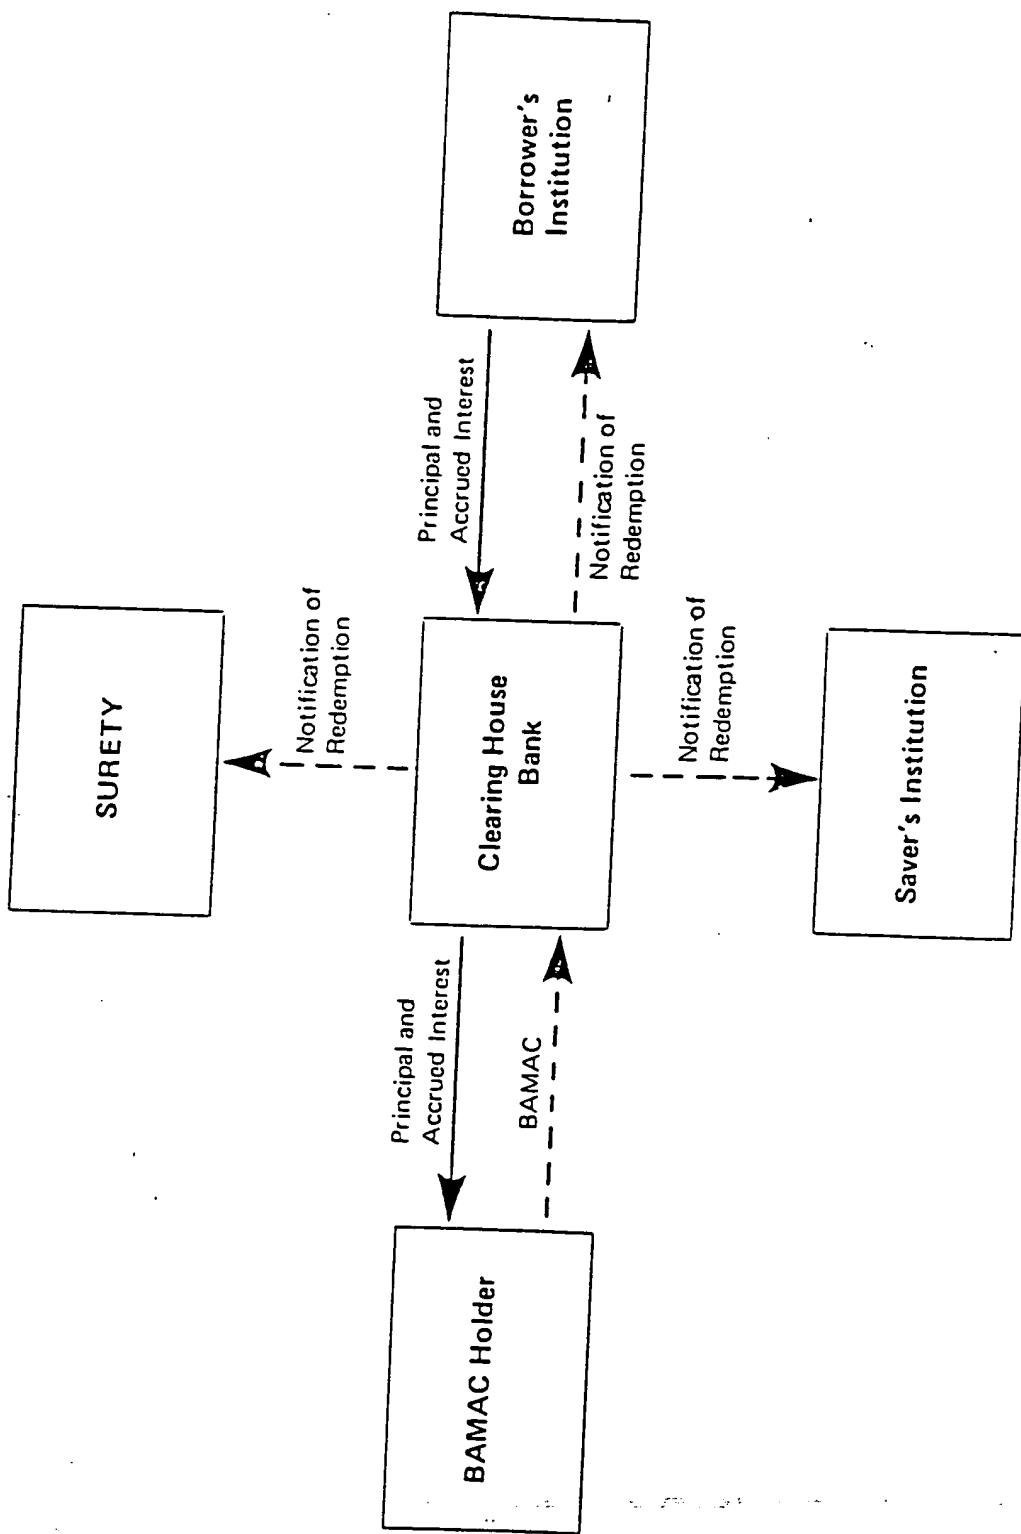 SURETY
Notification of
Redemption
Principal and
Accrued Interest
Principal and
Accrued Interest
BAMAC Holder
Clearing House
Bank
Borrower's
Institution
BAMAC
Notification of
Redemption
Notification of
Redemption
Saver's Institution